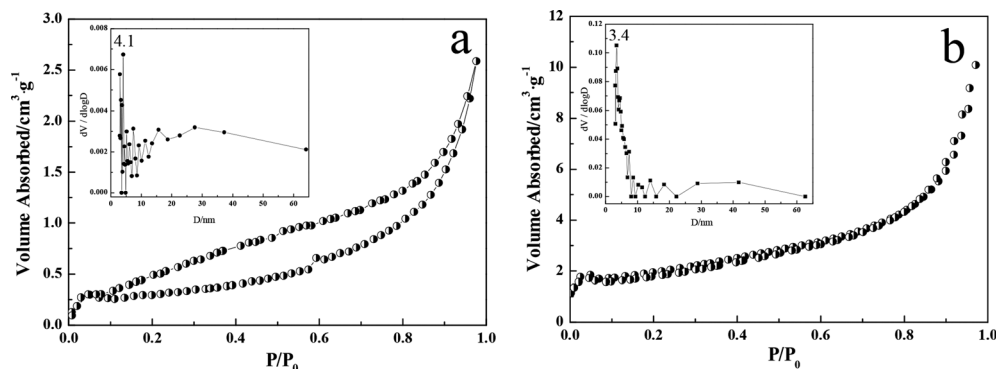 a
4.1
dV / dlogD
0.008
0.006
0.004
0.003
0.002
0.000
0 10 20 30 40 50 60
D/nm
Volume Absorbed/cm³·g⁻¹
3.0
2.5
2.0
1.5
1.0
0.5
0.0
0.0 0.2 0.4 0.6 0.8 1.0
P/P₀
b
3.4
dV / dlogD
0.12
0.10
0.08
0.06
0.04
0.02
0.00
0 10 20 30 40 50 60
D/nm
Volume Absorbed/cm³·g⁻¹
12
10
8
6
4
2
0
0.0 0.2 0.4 0.6 0.8 1.0
P/P₀